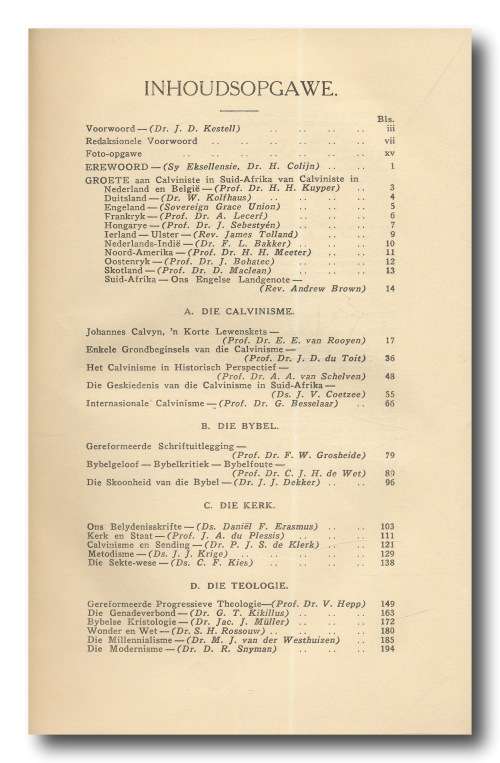 INHOUDSOPGAWE.
Bls.
Voorwoord — (Dr. J. D. Kestell) .. .. .. .. iii
Redaksionele Voorwoord .. .. .. .. .. vii
Foto-opgawe .. .. .. .. .. .. xv
EREWOORD — (Sy Eksellensie, Dr. H. Colijn) .. .. 1
GROETE aan Calviniste in Suid-Afrika van Calviniste in
Nederland en België — (Prof. Dr. H. H. Kuyper) .. 3
Duitsland — (Dr. W. Kolfhaus) .. .. .. 4
Engeland — (Sovereign Grace Union) .. .. .. 5
Frankryk — (Prof. Dr. A. Lecerf) .. .. .. 6
Hongarye — (Prof. Dr. J. Sebestyén) .. .. .. 7
Ierland — Ulster — (Rev. James Tolland) .. .. 9
Nederlands-Indië — (Dr. F. L. Bakker) .. .. .. 10
Noord-Amerika — (Prof. Dr. H. H. Meeter) .. .. 11
Oostenryk — (Prof. Dr. J. Bohatec) .. .. .. 12
Skotland — (Prof. Dr. D. Maclean) .. .. .. 13
Suid-Afrika — Ons Engelse Landgenote —
(Rev. Andrew Brown) 14
A. DIE CALVINISME.
Johannes Calvyn, 'n Korte Lewenskets —
(Prof. Dr. E. E. van Rooyen) 17
Enkele Grondbeginsels van die Calvinisme —
(Prof. Dr. J. D. du Toit) 36
Het Calvinisme in Historisch Perspectief —
(Prof. Dr. A. A. van Schelven) 48
Die Geskiedenis van die Calvinisme in Suid-Afrika —
(Ds. J. V. Coetzee) 55
Internasionale Calvinisme — (Prof. Dr. G. Besselaar) .. 66
B. DIE BYBEL.
Gereformeerde Schriftuitlegging —
(Prof. Dr. F. W. Grosheide) 79
Bybelgeloof — Bybelkritiek — Bybelfoute —
(Prof. Dr. C. J. H. de Wet) 89
Die Skoonheid van die Bybel — (Dr. J. J. Dekker) .. .. 96
C. DIE KERK.
Ons Belydenisskrifte — (Ds. Daniël F. Erasmus) .. .. 103
Kerk en Staat — (Prof. J. A. du Plessis) .. .. .. 111
Calvinisme en Sending — (Dr. P. J. S. de Klerk) .. .. 121
Metodisme — (Ds. J. J. Krige) .. .. .. .. 129
Die Sekte-wese — (Ds. C. F. Kies) .. .. .. 138
D. DIE TEOLOGIE.
Gereformeerde Progressieve Theologie—(Prof. Dr. V. Hepp) 149
Die Genadeverbond — (Dr. G. T. Kikillus) .. .. .. 163
Bybelse Kristologie — (Dr. Jac. J. Müller) .. .. .. 172
Wonder en Wet — (Dr. S. H. Rossouw) .. .. .. .. 180
Die Millennialisme — (Dr. M. J. van der Westhuizen) .. 185
Die Modernisme — (Dr. D. R. Snyman) .. .. .. 194